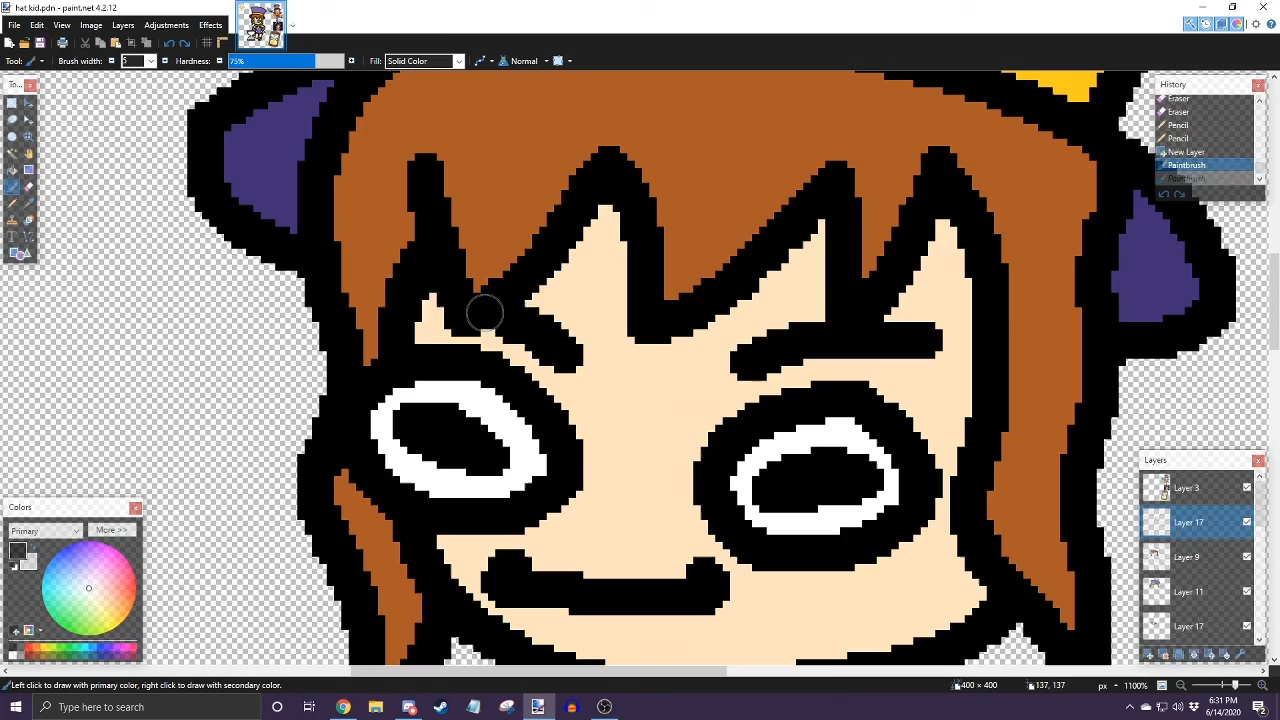 hat kid.pdn - paint.net 4.2.12
File Edit View Image Layers Adjustments Effects
Tool: Brush width: 5 Hardness: 75% Fill: Solid Color Normal
To...
History
Eraser
Eraser
Pencil
Pencil
New Layer
Paintbrush
Paintbrush
Layers
Layer 3
Layer 17
Layer 9
Layer 11
Layer 17
Colors
Primary More >>
Left click to draw with primary color, right click to draw with secondary color. 400 × 400 137, 137 px 1100%
Type here to search
6:31 PM
6/14/2020
2